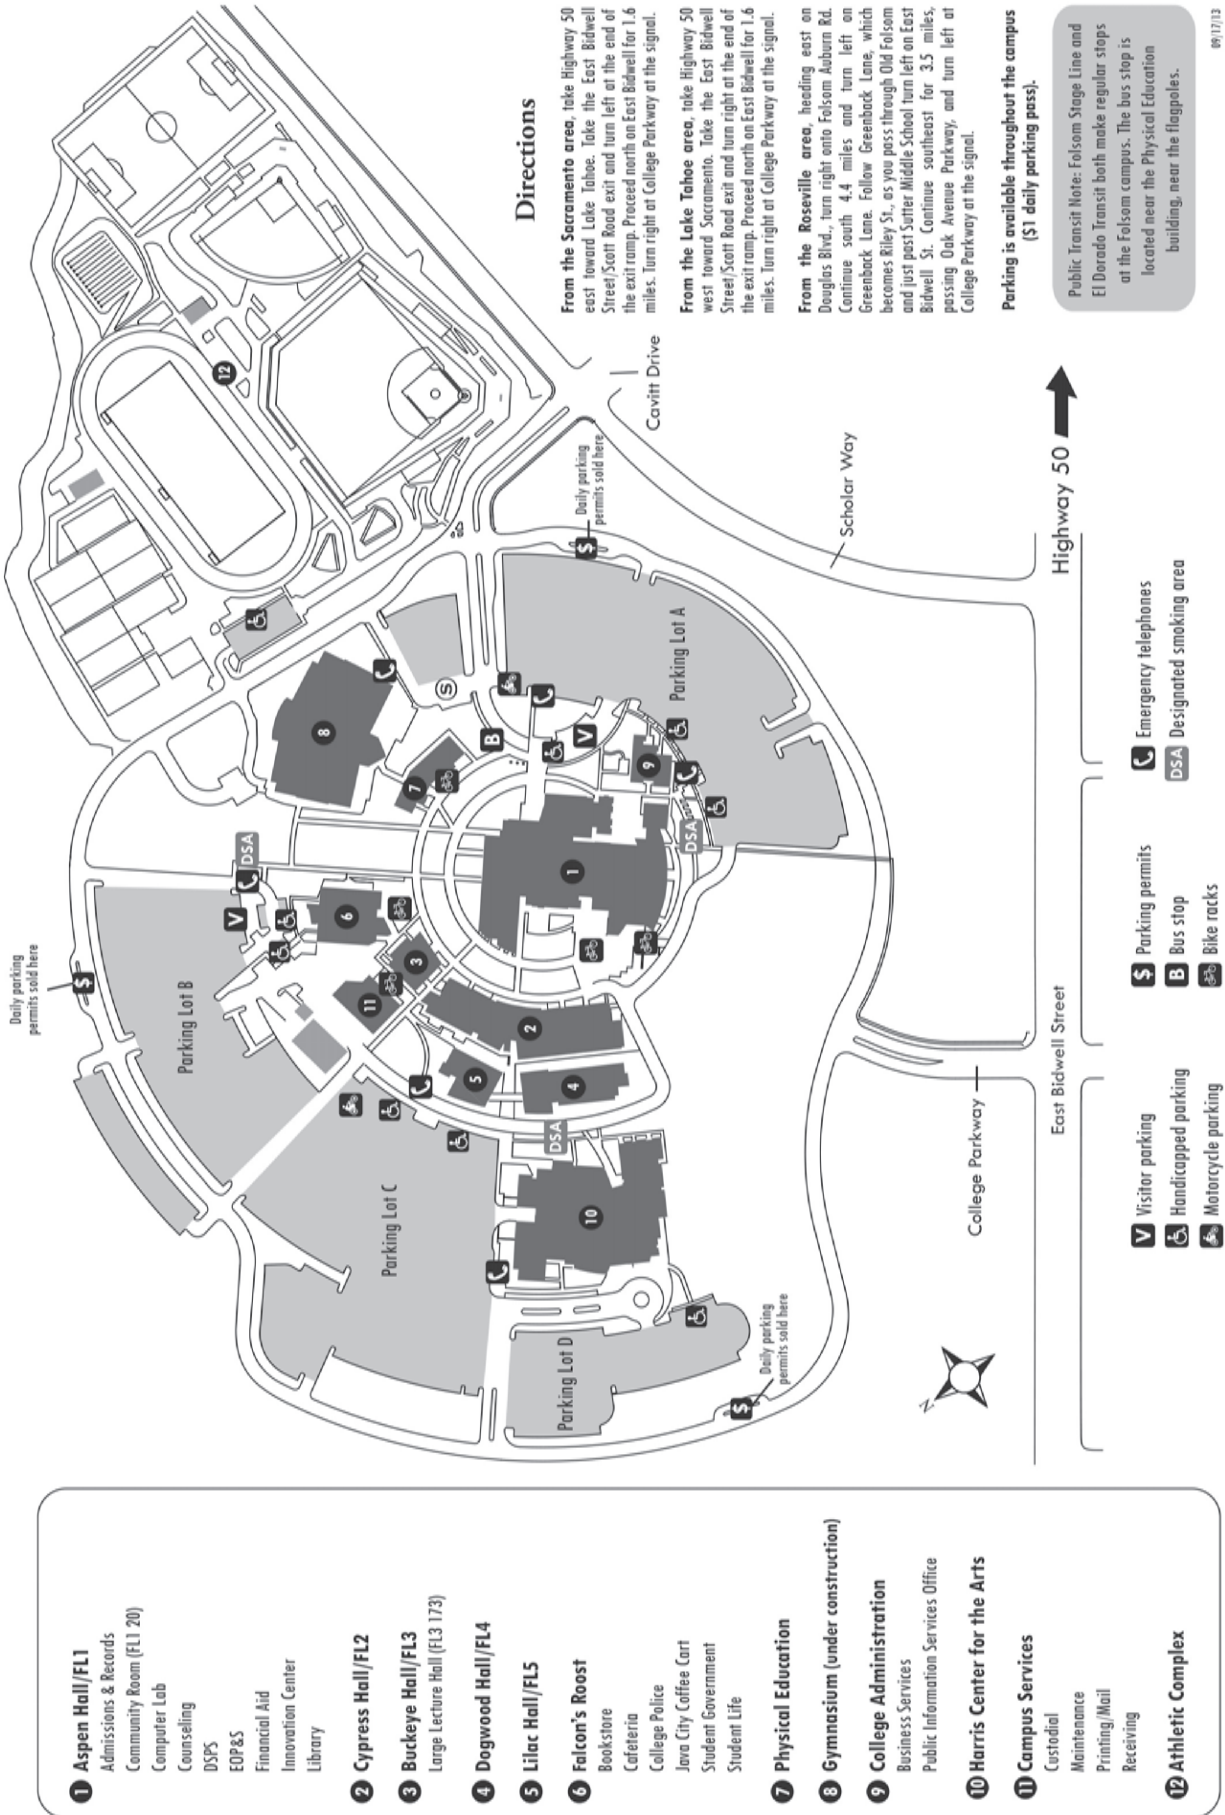 1 Aspen Hall/FL1
Admissions & Records
Community Room (FL1 20)
Computer Lab
Counseling
DSPS
EOP&S
Financial Aid
Innovation Center
Library
2 Cypress Hall/FL2
3 Buckeye Hall/FL3
Large Lecture Hall (FL3 173)
4 Dogwood Hall/FL4
5 Lilac Hall/FL5
6 Falcon's Roost
Bookstore
Cafeteria
College Police
Java City Coffee Cart
Student Government
Student Life
7 Physical Education
8 Gymnasium (under construction)
9 College Administration
Business Services
Public Information Services Office
10 Harris Center for the Arts
11 Campus Services
Custodial
Maintenance
Printing/Mail
Receiving
12 Athletic Complex
Daily parking
permits sold here
$
Parking Lot B
V
DSA
6
11
3
8
7
12
S
B
Parking Lot C
5
2
4
DSA
10
1
V
9
DSA
Parking Lot A
$
Daily parking
permits sold here
Parking Lot D
$
Daily parking
permits sold here
N
College Parkway
East Bidwell Street
Scholar Way
Cavitt Drive
Highway 50
V Visitor parking
Handicapped parking
Motorcycle parking
$ Parking permits
B Bus stop
Bike racks
Emergency telephones
DSA Designated smoking area
Directions
From the Sacramento area, take Highway 50
east toward Lake Tahoe. Take the East Bidwell
Street/Scott Road exit and turn left at the end of
the exit ramp. Proceed north on East Bidwell for 1.6
miles. Turn right at College Parkway at the signal.
From the Lake Tahoe area, take Highway 50
west toward Sacramento. Take the East Bidwell
Street/Scott Road exit and turn right at the end of
the exit ramp. Proceed north on East Bidwell for 1.6
miles. Turn right at College Parkway at the signal.
From the Roseville area, heading east on
Douglas Blvd., turn right onto Folsom Auburn Rd.
Continue south 4.4 miles and turn left on
Greenback Lane. Follow Greenback Lane, which
becomes Riley St., as you pass through Old Folsom
and just past Sutter Middle School turn left on East
Bidwell St. Continue southeast for 3.5 miles,
passing Oak Avenue Parkway, and turn left at
College Parkway at the signal.
Parking is available throughout the campus
($1 daily parking pass).
Public Transit Note: Folsom Stage Line and
El Dorado Transit both make regular stops
at the Folsom campus. The bus stop is
located near the Physical Education
building, near the flagpoles.
09/17/13